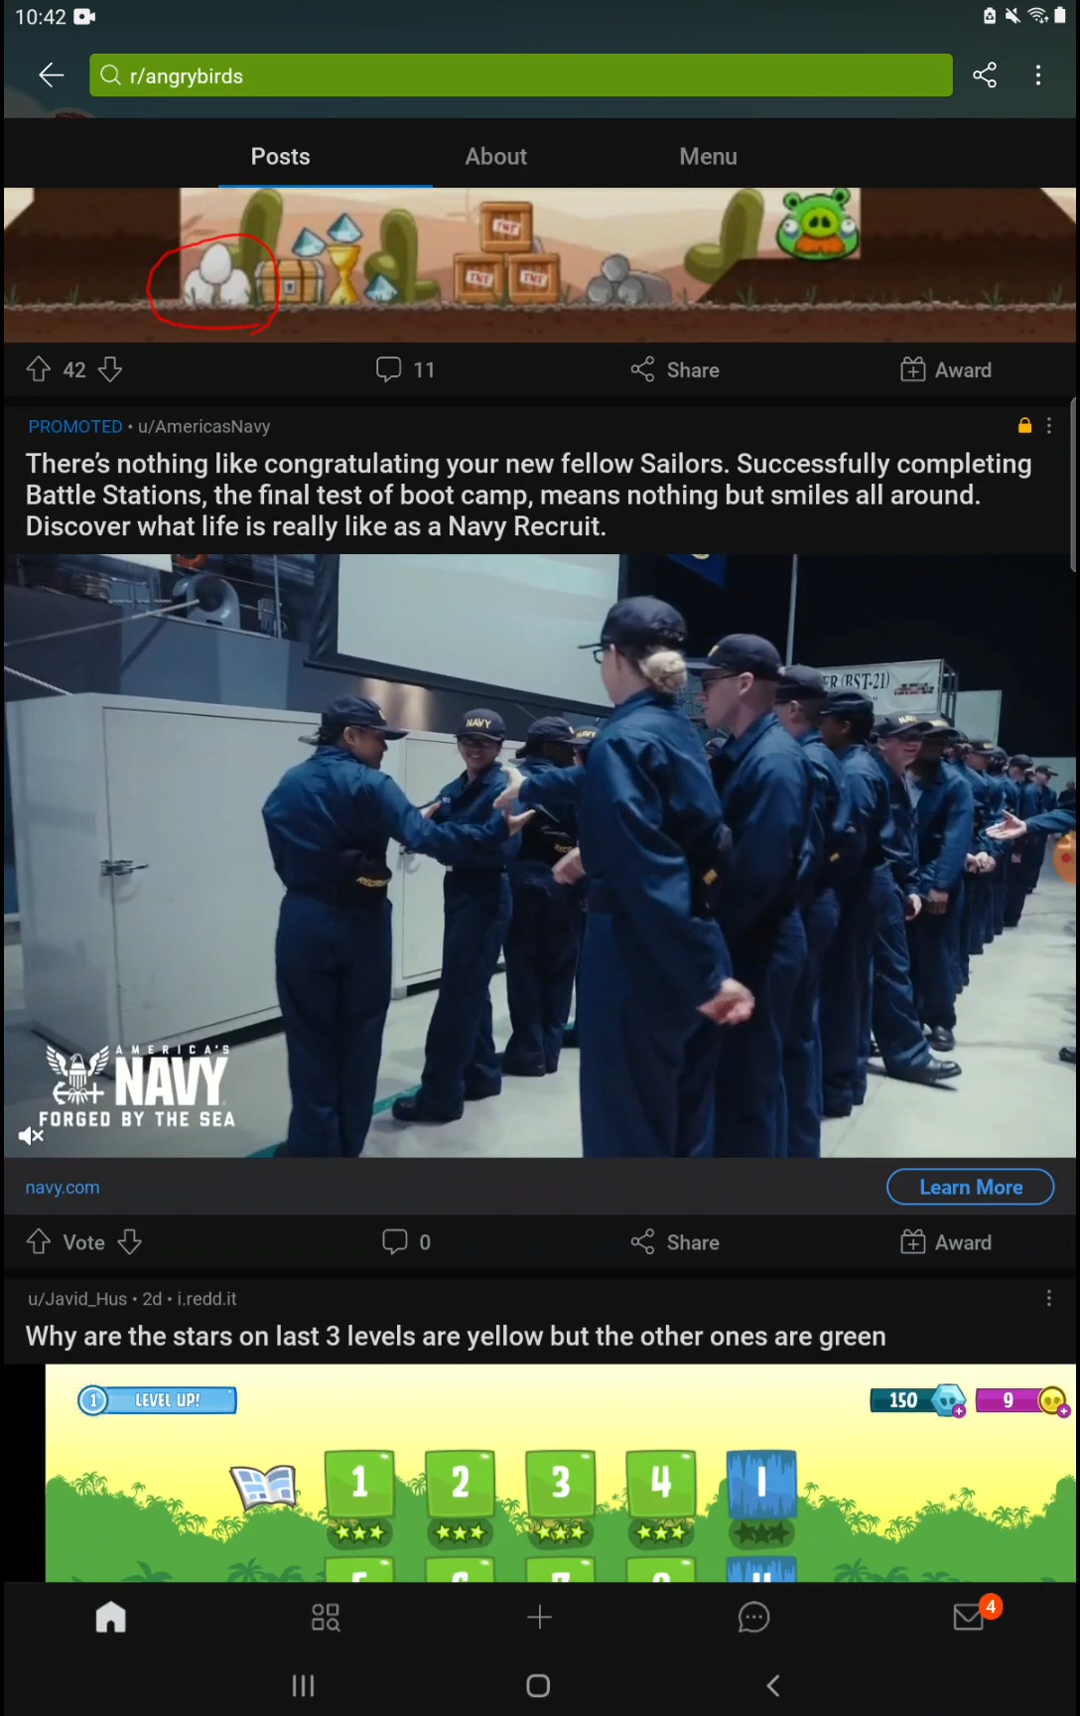 10:42
r/angrybirds
Posts About Menu
TNT
TNT TNT
42 11 Share Award
PROMOTED • u/AmericasNavy
There’s nothing like congratulating your new fellow Sailors. Successfully completing
Battle Stations, the final test of boot camp, means nothing but smiles all around.
Discover what life is really like as a Navy Recruit.
ER (BST-21)
NAVY
NAVY
AMERICA'S
NAVY
FORGED BY THE SEA
navy.com Learn More
Vote 0 Share Award
u/Javid_Hus • 2d • i.redd.it
Why are the stars on last 3 levels are yellow but the other ones are green
1 LEVEL UP! 150 9
1 2 3 4 I
4